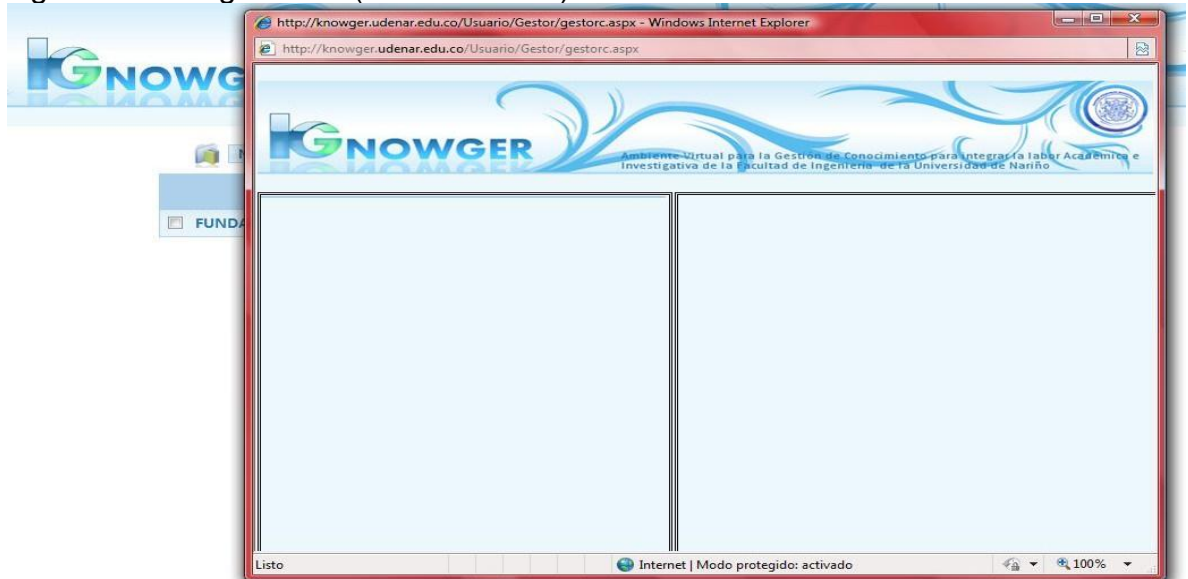 http://knowger.udenar.edu.co/Usuario/Gestor/gestorc.aspx - Windows Internet Explorer
http://knowger.udenar.edu.co/Usuario/Gestor/gestorc.aspx
KGNOWG
KGNOWGER
Ambiente Virtual para la Gestión de Conocimiento para integrar la labor Académica e
Investigativa de la Facultad de Ingeniería de la Universidad de Nariño
FUNDA
Listo
Internet | Modo protegido: activado
100%